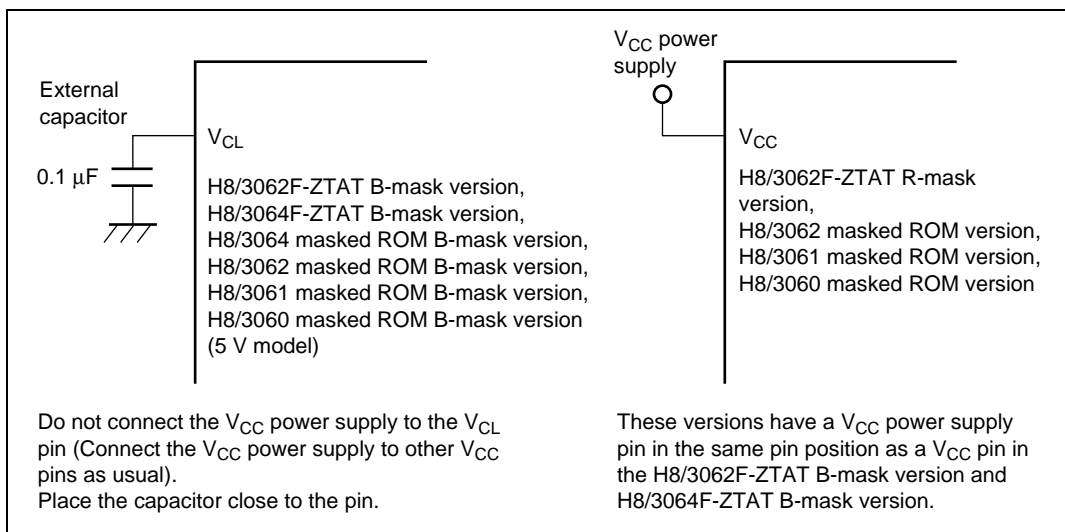 External
capacitor
0.1 μF
V_CL
H8/3062F-ZTAT B-mask version,
H8/3064F-ZTAT B-mask version,
H8/3064 masked ROM B-mask version,
H8/3062 masked ROM B-mask version,
H8/3061 masked ROM B-mask version,
H8/3060 masked ROM B-mask version
(5 V model)
Do not connect the V_CC power supply to the V_CL
pin (Connect the V_CC power supply to other V_CC
pins as usual).
Place the capacitor close to the pin.
V_CC power
supply
V_CC
H8/3062F-ZTAT R-mask
version,
H8/3062 masked ROM version,
H8/3061 masked ROM version,
H8/3060 masked ROM version
These versions have a V_CC power supply
pin in the same pin position as a V_CC pin in
the H8/3062F-ZTAT B-mask version and
H8/3064F-ZTAT B-mask version.